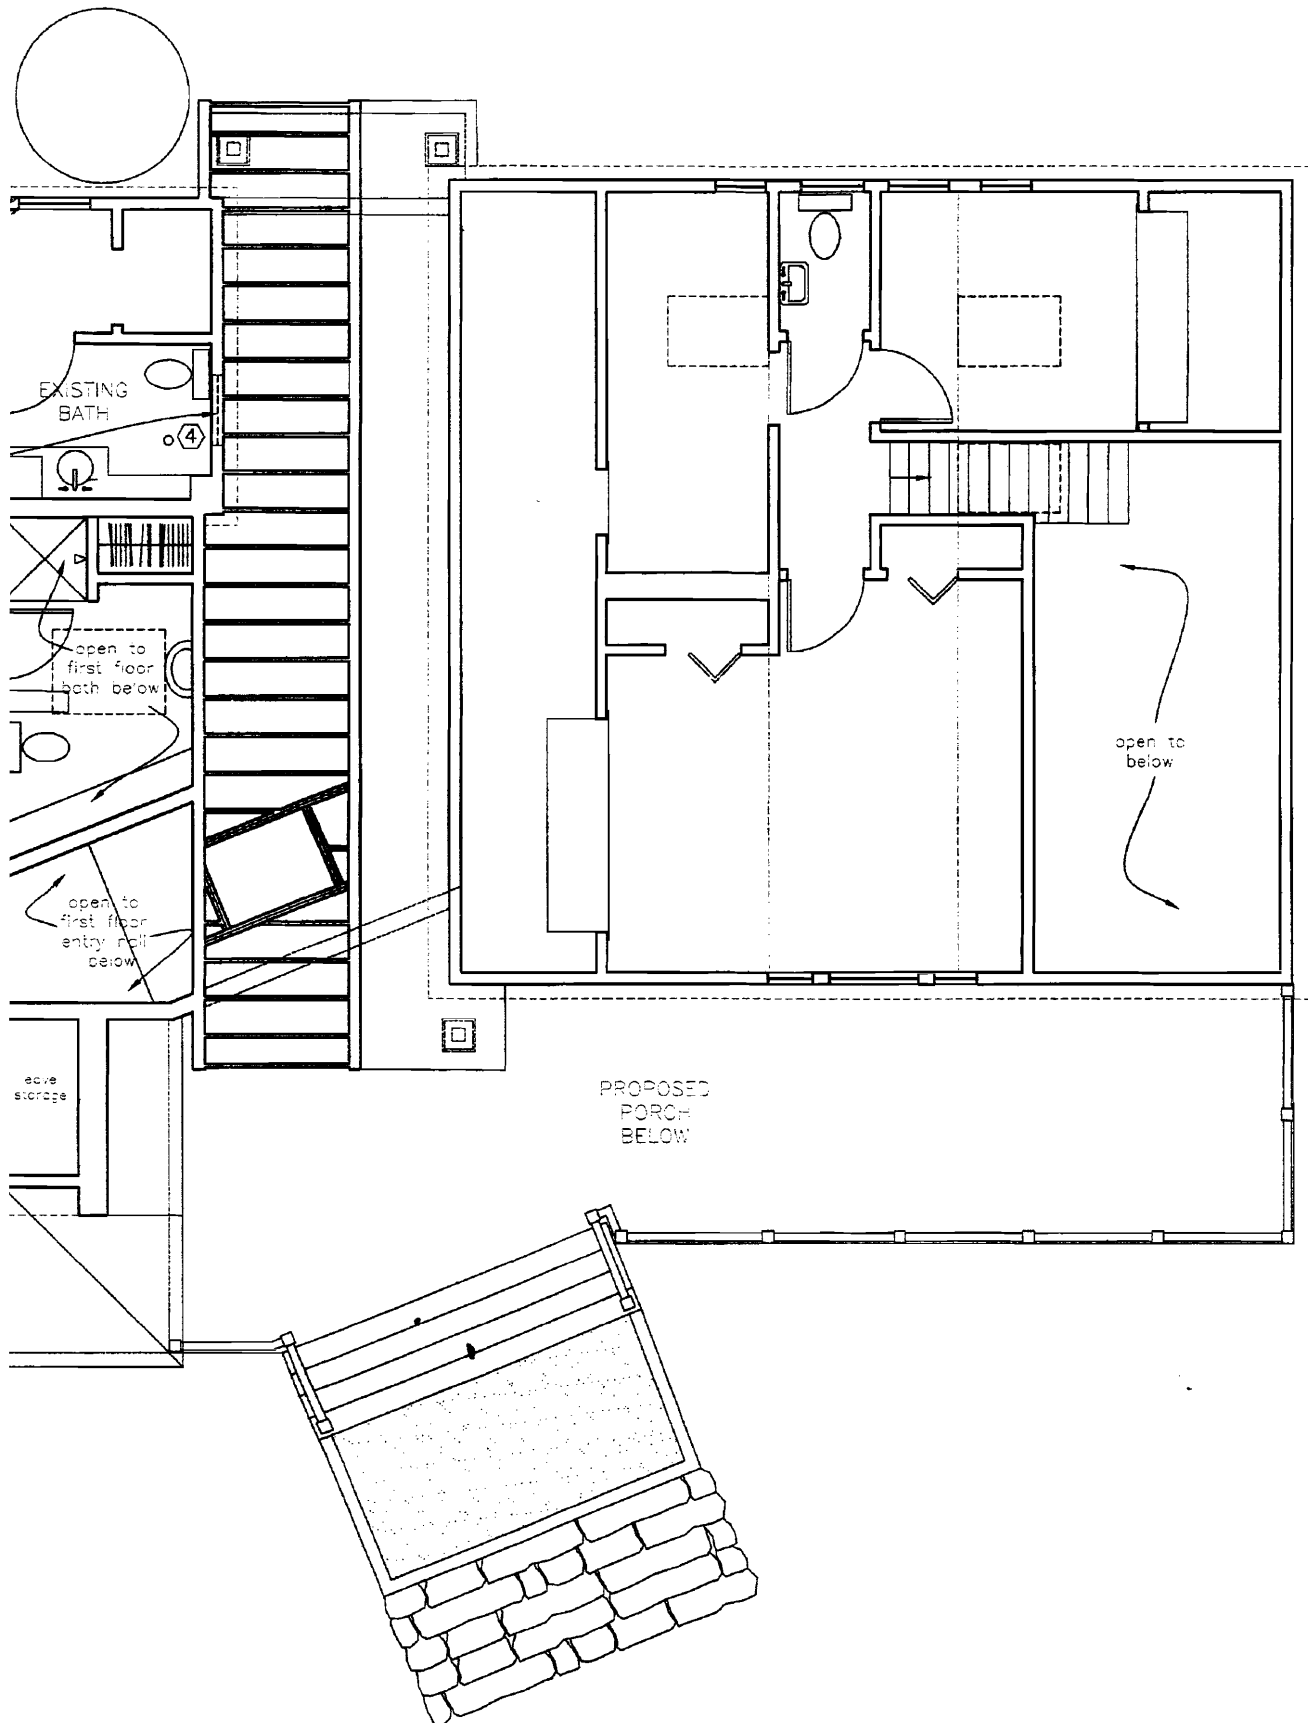 EXISTING
BATH
4
open to
first floor
bath below
open to
first floor
entry hall
below
eave
storage
open to
below
PROPOSED
PORCH
BELOW